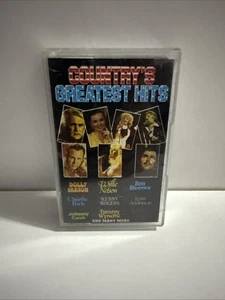 COUNTRY'S
GREATEST HITS
DOLLY
PARTON
Willie
Nelson
Jim
Reeves
Charlie
Rich
KENNY
ROGERS
Lynn
Anderson
Johnny
Cash
Tammy
Wynette
AND MANY MORE